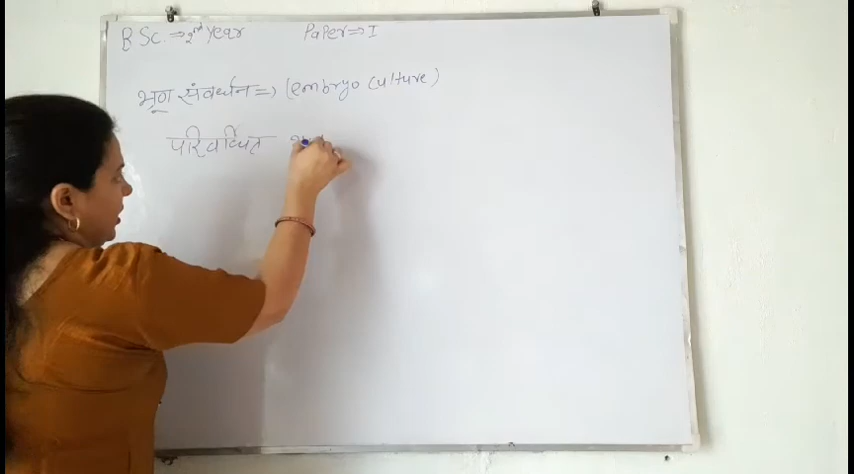 B Sc. ⇒ 2nd Year Paper ⇒ I
भ्रूण संवर्धन ⇒ (embryo culture)
परिवर्धित